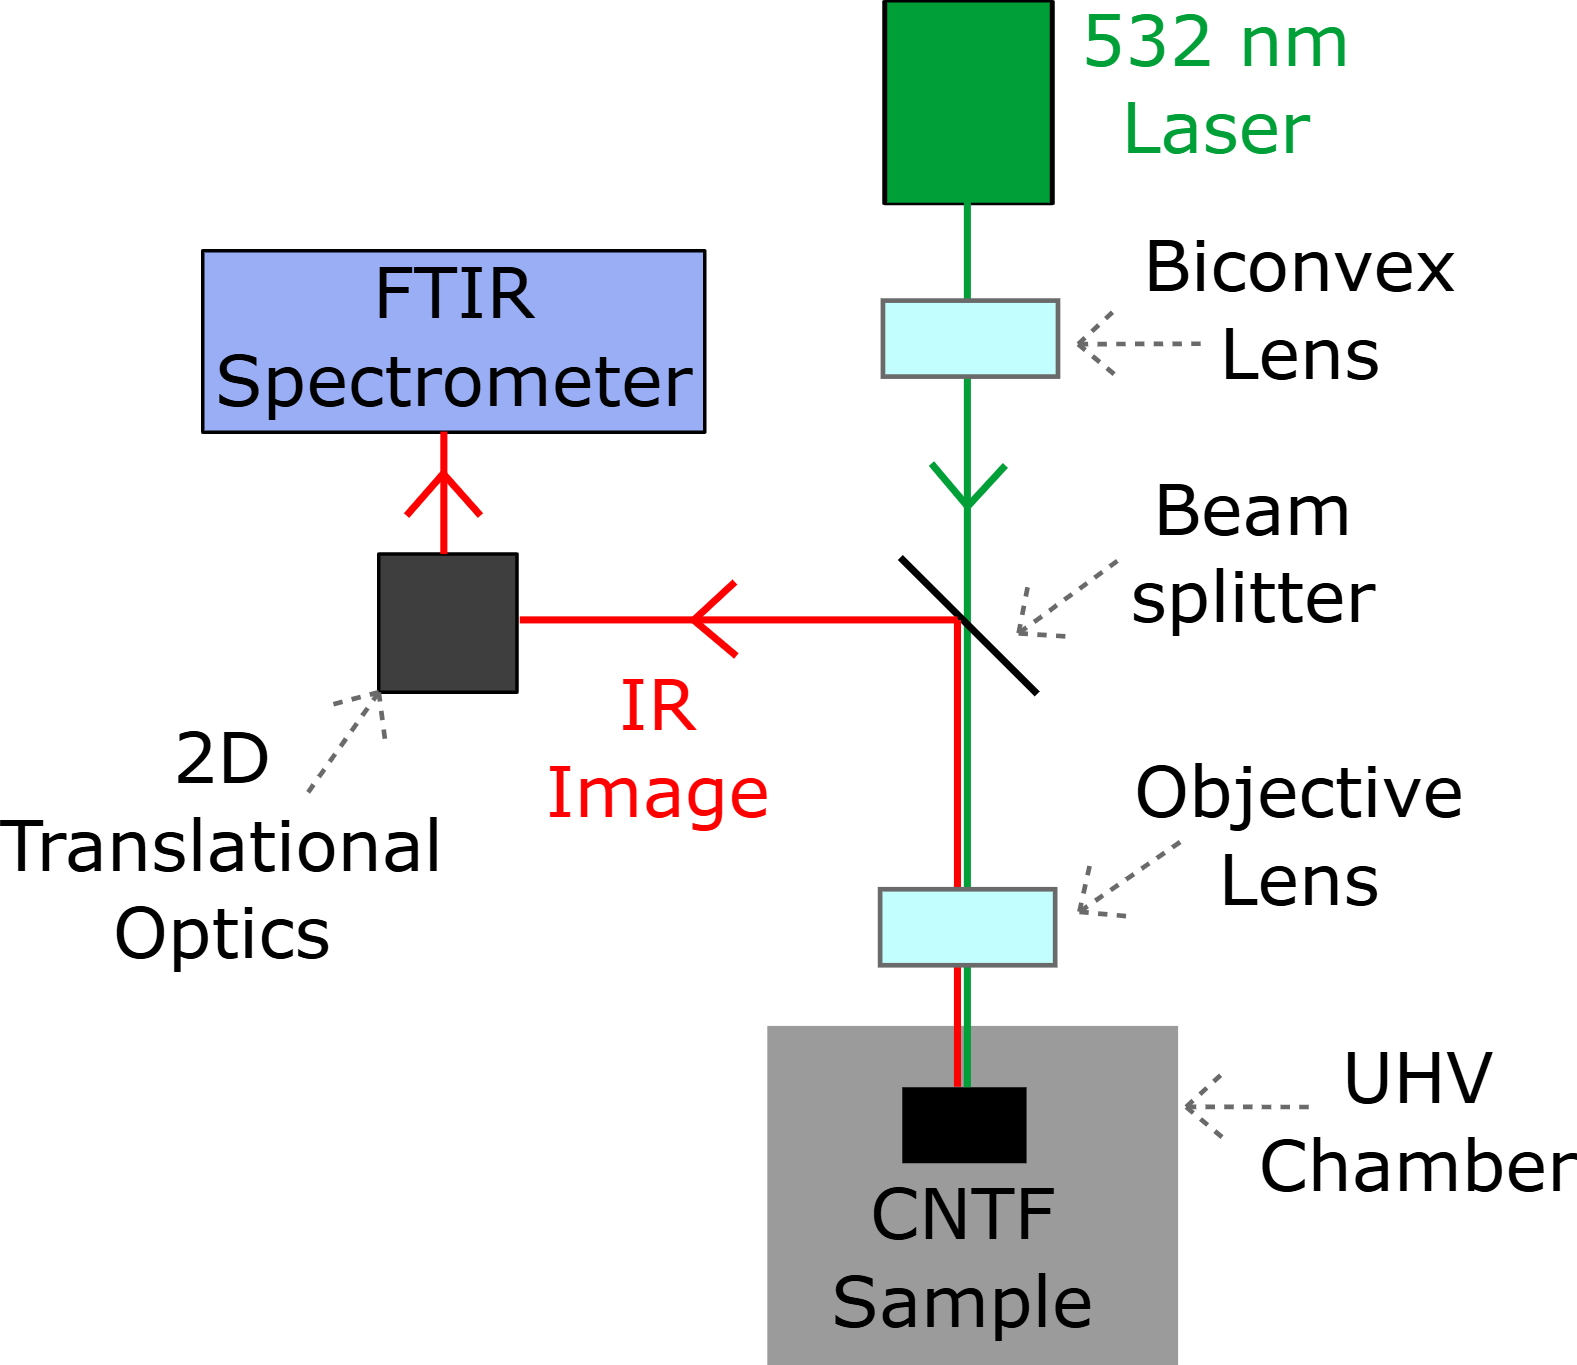 532 nm
Laser
Biconvex
Lens
FTIR
Spectrometer
Beam
splitter
IR
Image
2D
Translational
Optics
Objective
Lens
UHV
Chamber
CNTF
Sample